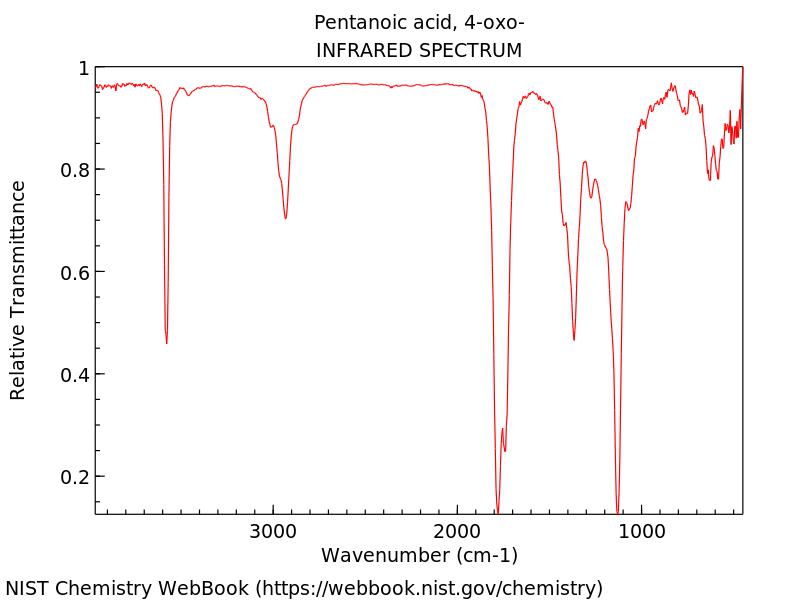 Pentanoic acid, 4-oxo-
INFRARED SPECTRUM
1
0.8
0.6
0.4
0.2
Relative Transmittance
3000 2000 1000
Wavenumber (cm-1)
NIST Chemistry WebBook (https://webbook.nist.gov/chemistry)